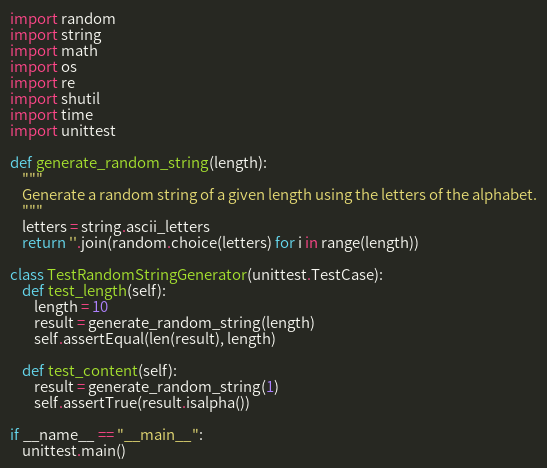 import random
import string
import math
import os
import re
import shutil
import time
import unittest

def generate_random_string(length):
    """
    Generate a random string of a given length using the letters of the alphabet.
    """
    letters = string.ascii_letters
    return ''.join(random.choice(letters) for i in range(length))

class TestRandomStringGenerator(unittest.TestCase):
    def test_length(self):
        length = 10
        result = generate_random_string(length)
        self.assertEqual(len(result), length)

    def test_content(self):
        result = generate_random_string(1)
        self.assertTrue(result.isalpha())

if __name__ == "__main__":
    unittest.main()